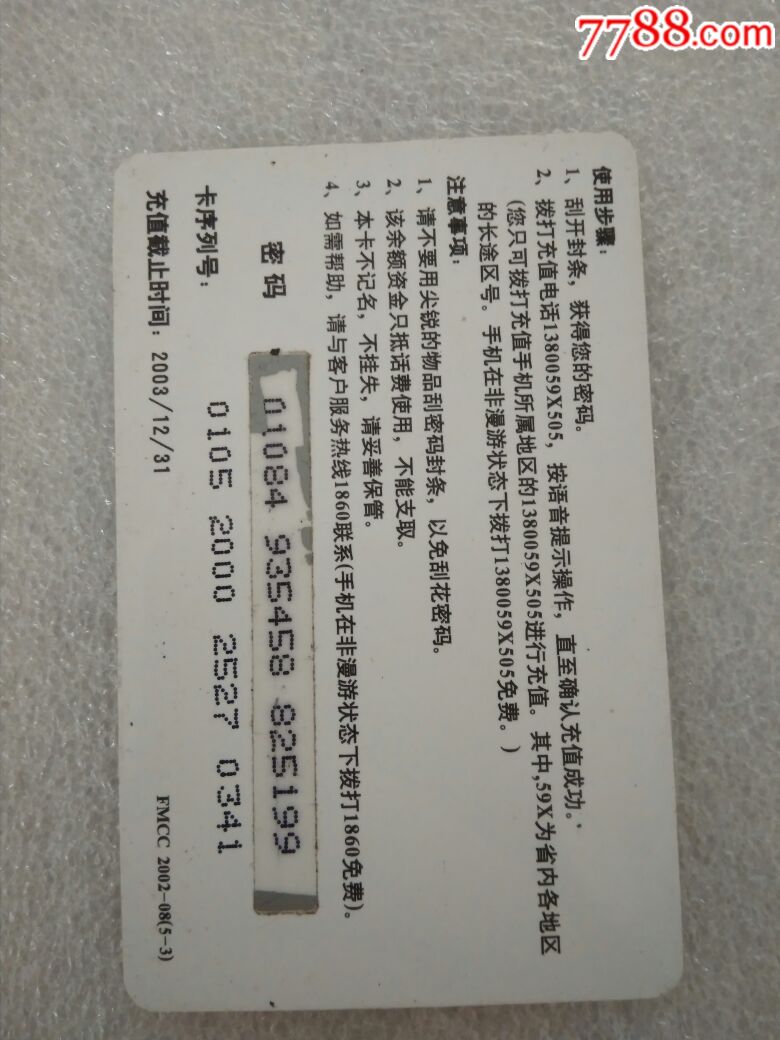 7788.com
使用步骤：
1、刮开封条，获得您的密码。
2、拨打充值电话1380059X505，按语音提示操作，直至确认充值成功。
(您只可拨打充值手机所属地区的1380059X505进行充值。其中,59X为省内各地区
的长途区号。手机在非漫游状态下拨打1380059X505免费。)
注意事项：
1、请不要用尖锐的物品刮密码封条，以免刮花密码。
2、该余额资金只抵话费使用，不能支取。
3、本卡不记名，不挂失，请妥善保管。
4、如需帮助，请与客户服务热线1860联系(手机在非漫游状态下拨打1860免费)。
密码 01084 935458 825199
卡序列号： 0105 2000 2527 0341
充值截止时间：2003/12/31
FMCC 2002-08(5-3)